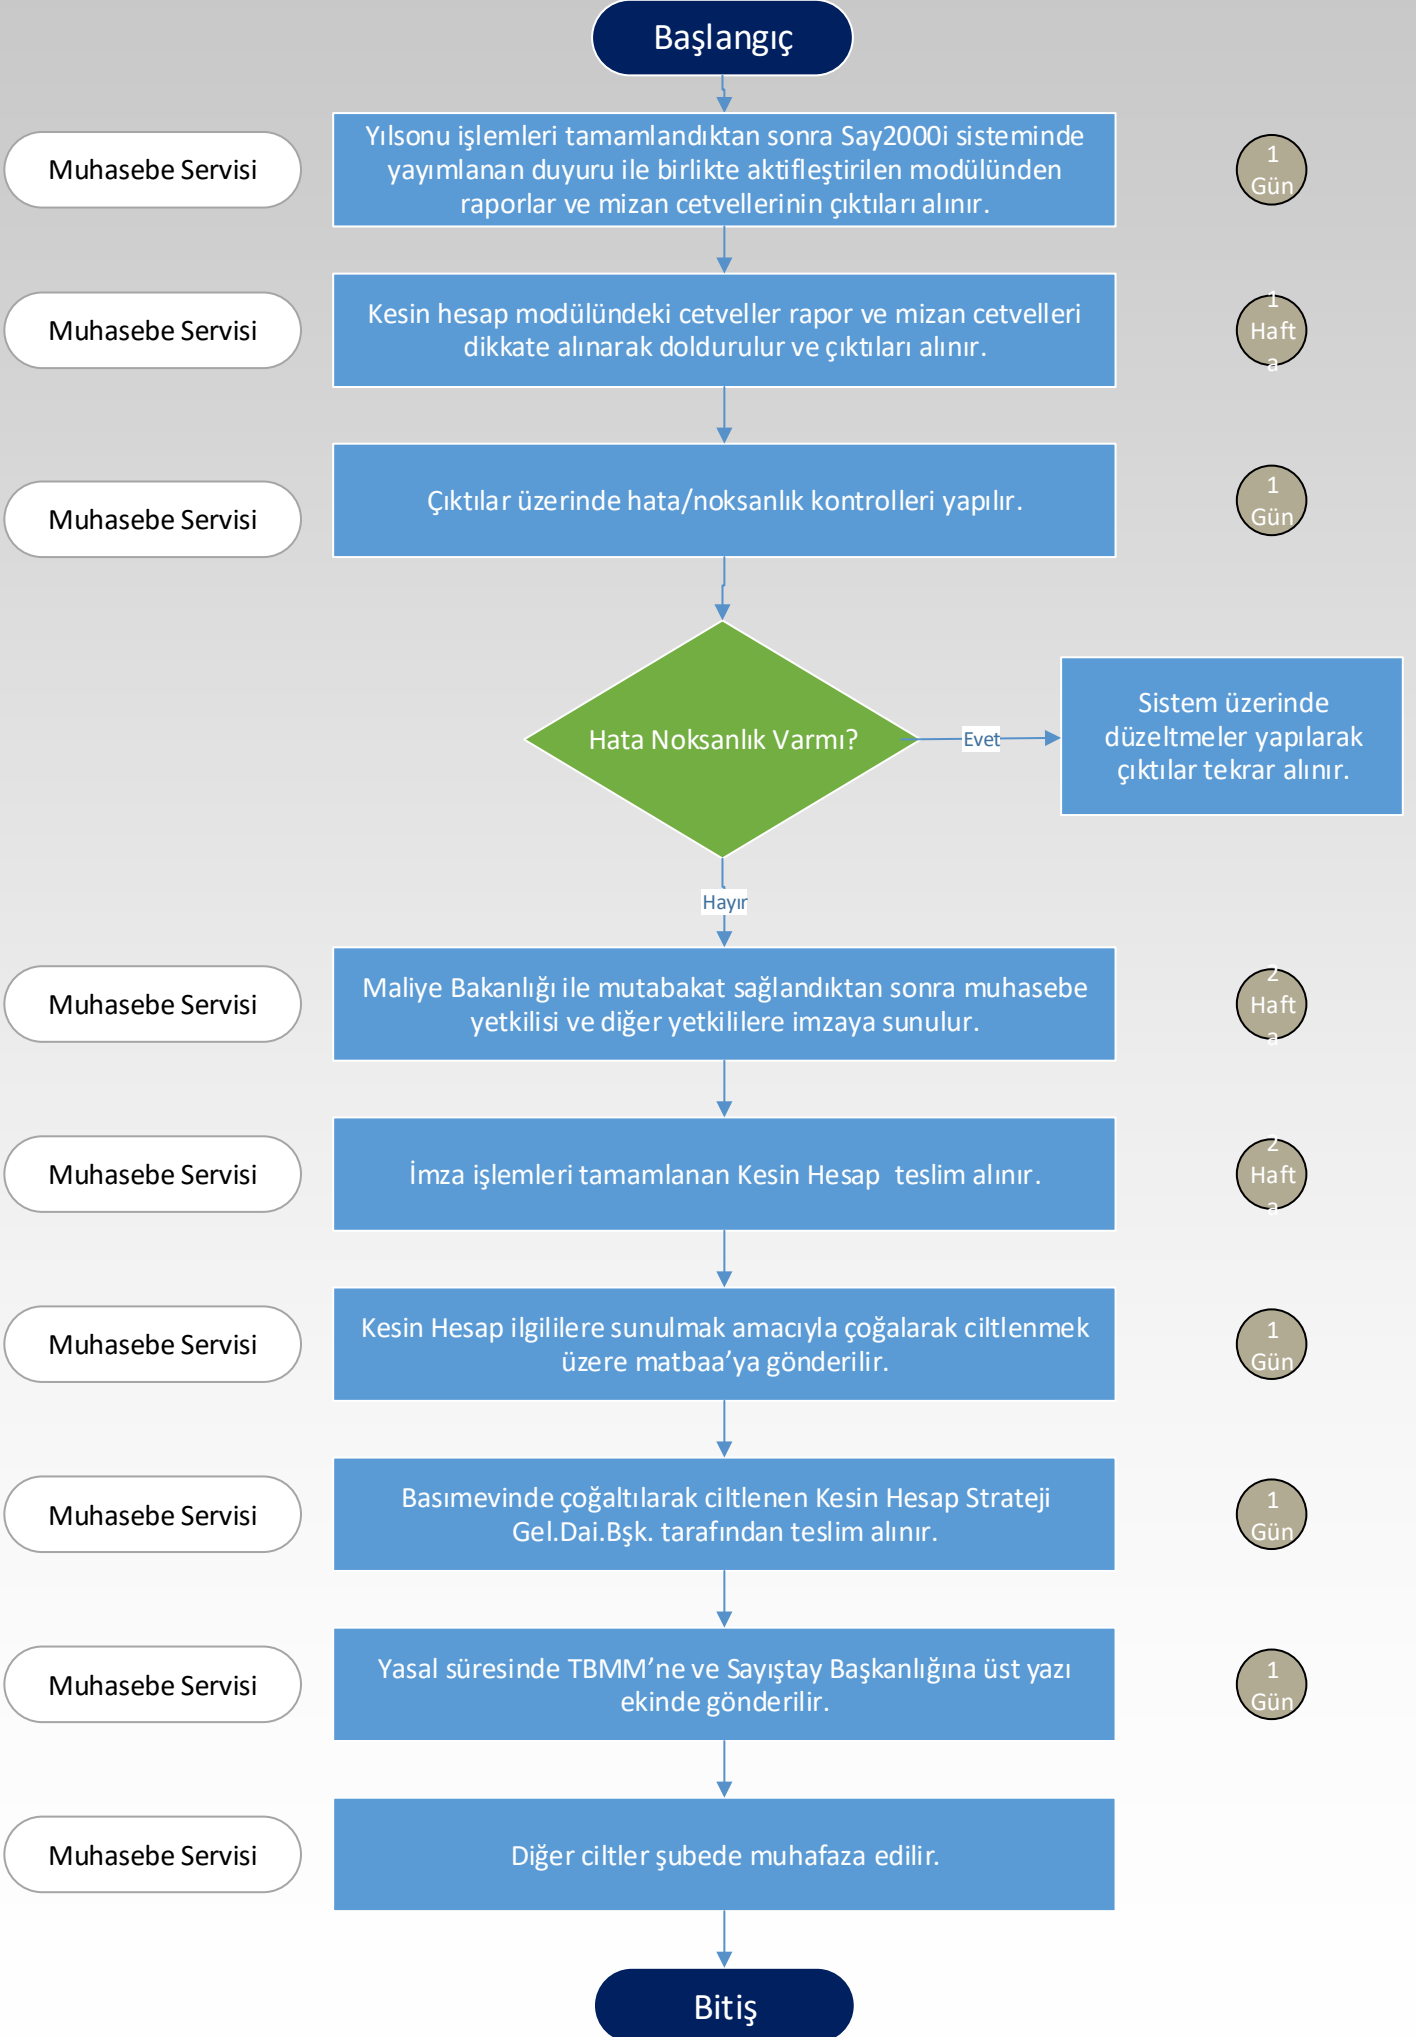 Başlangıç
Muhasebe Servisi
Yılsonu işlemleri tamamlandıktan sonra Say2000i sisteminde
yayımlanan duyuru ile birlikte aktifleştirilen modülünden
raporlar ve mizan cetvellerinin çıktıları alınır.
1
Gün
Muhasebe Servisi
Kesin hesap modülündeki cetveller rapor ve mizan cetvelleri
dikkate alınarak doldurulur ve çıktıları alınır.
1
Haft
a
Muhasebe Servisi
Çıktılar üzerinde hata/noksanlık kontrolleri yapılır.
1
Gün
Hata Noksanlık Varmı?
Evet
Sistem üzerinde
düzeltmeler yapılarak
çıktılar tekrar alınır.
Hayır
Muhasebe Servisi
Maliye Bakanlığı ile mutabakat sağlandıktan sonra muhasebe
yetkilisi ve diğer yetkililere imzaya sunulur.
2
Haft
a
Muhasebe Servisi
İmza işlemleri tamamlanan Kesin Hesap  teslim alınır.
2
Haft
a
Muhasebe Servisi
Kesin Hesap ilgililere sunulmak amacıyla çoğalarak ciltlenmek
üzere matbaa’ya gönderilir.
1
Gün
Muhasebe Servisi
Basımevinde çoğaltılarak ciltlenen Kesin Hesap Strateji
Gel.Dai.Bşk. tarafından teslim alınır.
1
Gün
Muhasebe Servisi
Yasal süresinde TBMM’ne ve Sayıştay Başkanlığına üst yazı
ekinde gönderilir.
1
Gün
Muhasebe Servisi
Diğer ciltler şubede muhafaza edilir.
Bitiş